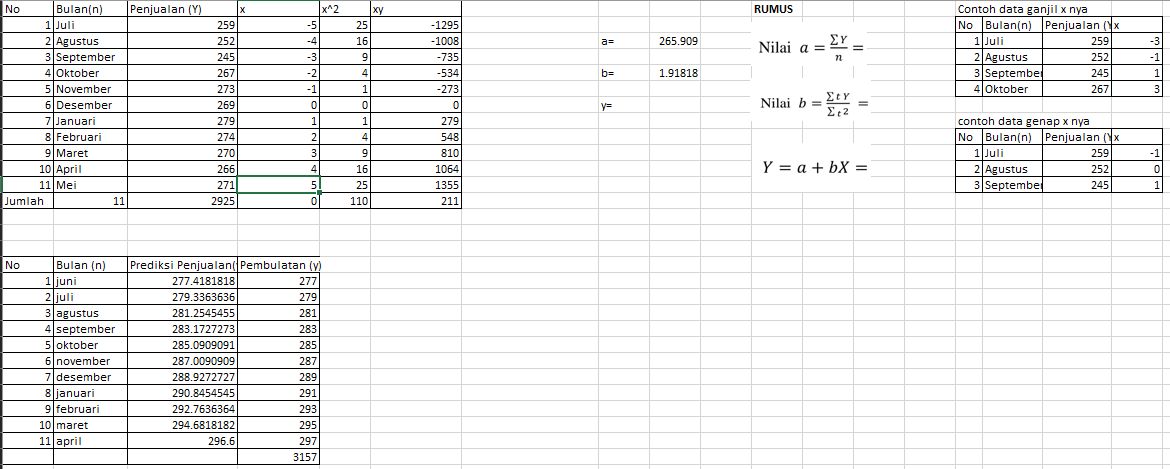 No Bulan(n) Penjualan (Y) x x^2 xy
1 Juli 259 -5 25 -1295
2 Agustus 252 -4 16 -1008
3 September 245 -3 9 -735
4 Oktober 267 -2 4 -534
5 November 273 -1 1 -273
6 Desember 269 0 0 0
7 Januari 279 1 1 279
8 Februari 274 2 4 548
9 Maret 270 3 9 810
10 April 266 4 16 1064
11 Mei 271 5 25 1355
Jumlah 11 2925 0 110 211
a= 265.909
b= 1.91818
y=
RUMUS
Nilai a = ΣY/n =
Nilai b = ΣtY/Σt2 =
Y = a + bX =
Contoh data ganjil x nya
No Bulan(n) Penjualan (Y x
1 Juli 259 -3
2 Agustus 252 -1
3 September 245 1
4 Oktober 267 3
contoh data genap x nya
No Bulan(n) Penjualan (Y x
1 Juli 259 -1
2 Agustus 252 0
3 September 245 1
No Bulan (n) Prediksi Penjualan( Pembulatan (y)
1 juni 277.4181818 277
2 juli 279.3363636 279
3 agustus 281.2545455 281
4 september 283.1727273 283
5 oktober 285.0909091 285
6 november 287.0090909 287
7 desember 288.9272727 289
8 januari 290.8454545 291
9 februari 292.7636364 293
10 maret 294.6818182 295
11 april 296.6 297
3157